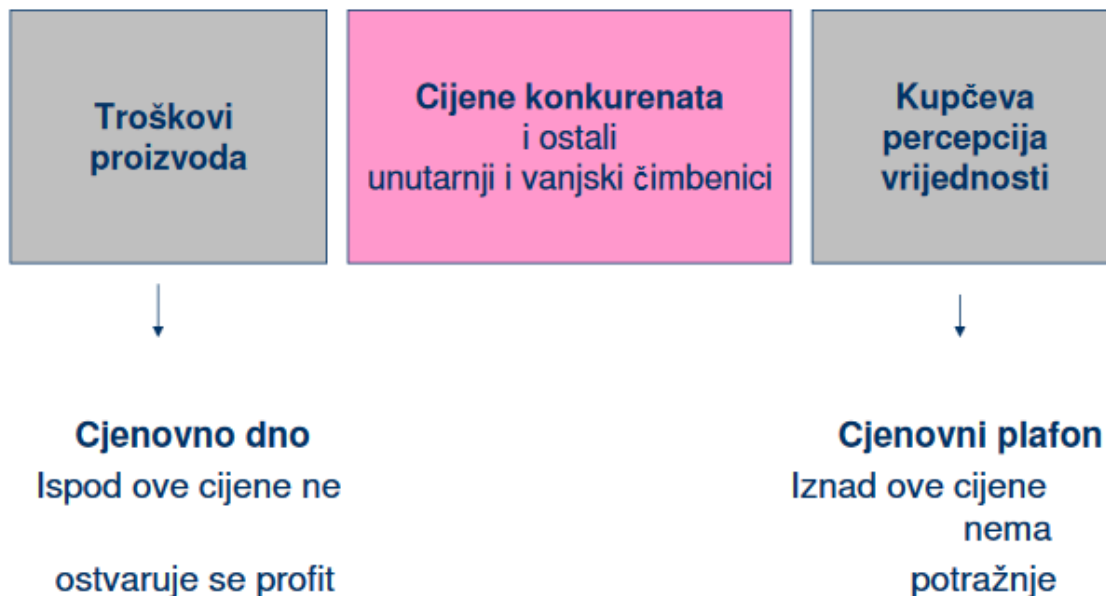 Troškovi
proizvoda
Cijene konkurenata
i ostali
unutarnji i vanjski čimbenici
Kupčeva
percepcija
vrijednosti
Cjenovno dno
Ispod ove cijene ne
ostvaruje se profit
Cjenovni plafon
Iznad ove cijene
nema
potražnje